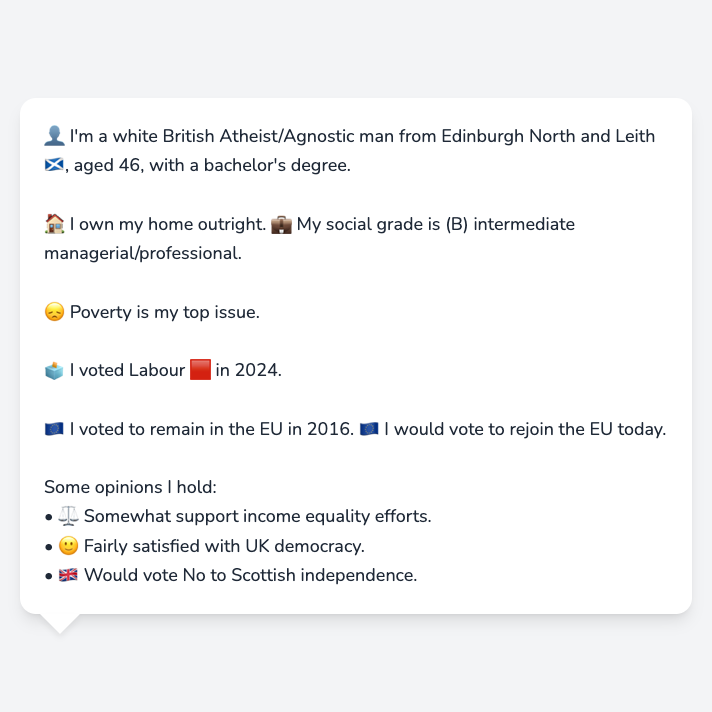 👤 I'm a white British Atheist/Agnostic man from Edinburgh North and Leith
🏴󠁧󠁢󠁳󠁣󠁴󠁿, aged 46, with a bachelor's degree.
🏠 I own my home outright. 💼 My social grade is (B) intermediate
managerial/professional.
😞 Poverty is my top issue.
🗳️ I voted Labour 🟥 in 2024.
🇪🇺 I voted to remain in the EU in 2016. 🇪🇺 I would vote to rejoin the EU today.
Some opinions I hold:
• ⚖️ Somewhat support income equality efforts.
• 🙂 Fairly satisfied with UK democracy.
• 🇬🇧 Would vote No to Scottish independence.